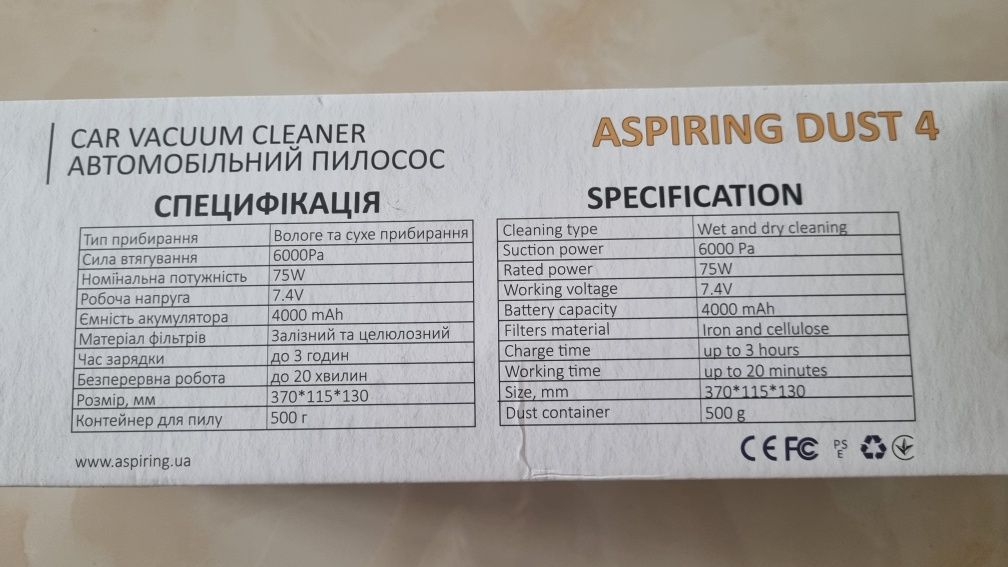 CAR VACUUM CLEANER
АВТОМОБІЛЬНИЙ ПИЛОСОС
ASPIRING DUST 4
СПЕЦИФІКАЦІЯ
Тип прибирання Вологе та сухе прибирання
Сила втягування 6000Pa
Номінальна потужність 75W
Робоча напруга 7.4V
Ємність акумулятора 4000 mAh
Матеріал фільтрів Залізний та целюлозний
Час зарядки до 3 годин
Безперервна робота до 20 хвилин
Розмір, мм 370*115*130
Контейнер для пилу 500 г
www.aspiring.ua
SPECIFICATION
Cleaning type Wet and dry cleaning
Suction power 6000 Pa
Rated power 75W
Working voltage 7.4V
Battery capacity 4000 mAh
Filters material Iron and cellulose
Charge time up to 3 hours
Working time up to 20 minutes
Size, mm 370*115*130
Dust container 500 g
CE FC PS E